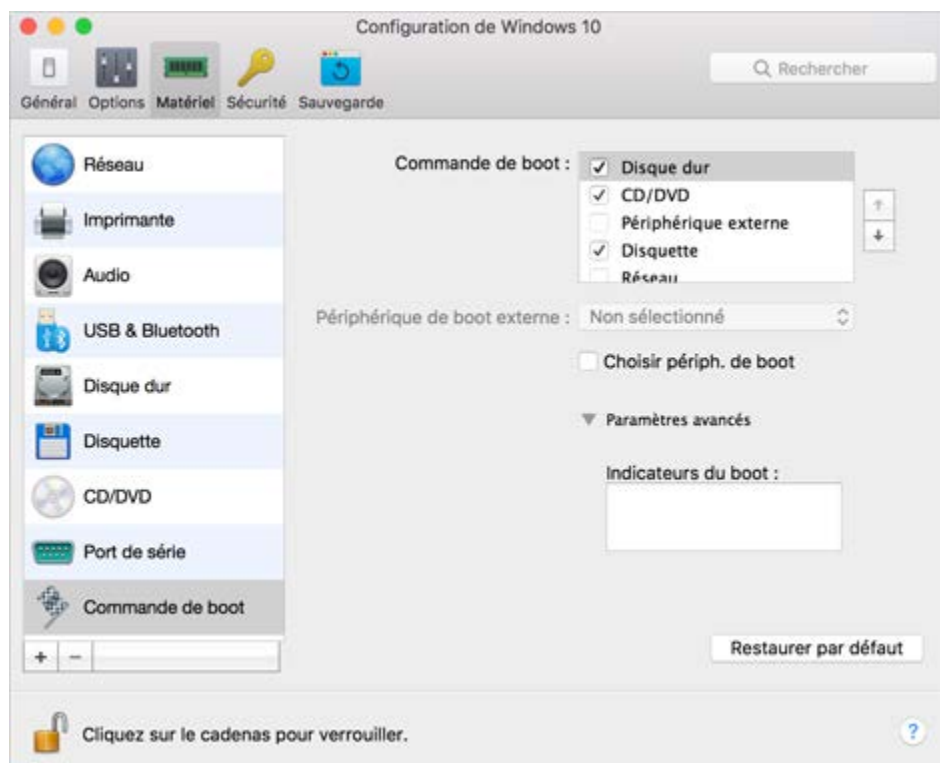 Configuration de Windows 10
Rechercher
Général Options Matériel Sécurité Sauvegarde
Réseau
Imprimante
Audio
USB & Bluetooth
Disque dur
Disquette
CD/DVD
Port de série
Commande de boot
+ −
Commande de boot :
Disque dur
CD/DVD
Périphérique externe
Disquette
Réseau
Périphérique de boot externe : Non sélectionné
Choisir périph. de boot
Paramètres avancés
Indicateurs du boot :
Restaurer par défaut
Cliquez sur le cadenas pour verrouiller.
?